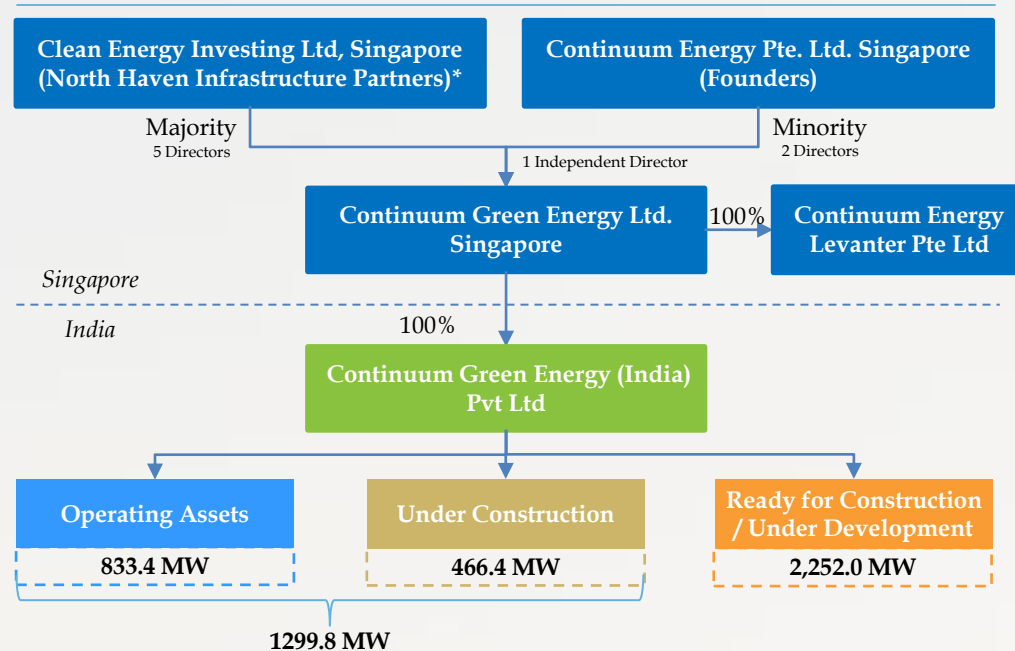 Clean Energy Investing Ltd, Singapore
(North Haven Infrastructure Partners)*
Continuum Energy Pte. Ltd. Singapore
(Founders)
Majority
5 Directors
Minority
2 Directors
1 Independent Director
Continuum Green Energy Ltd.
Singapore
100%
Continuum Energy
Levanter Pte Ltd
Singapore
India
100%
Continuum Green Energy (India)
Pvt Ltd
Operating Assets
833.4 MW
Under Construction
466.4 MW
Ready for Construction
/ Under Development
2,252.0 MW
1299.8 MW